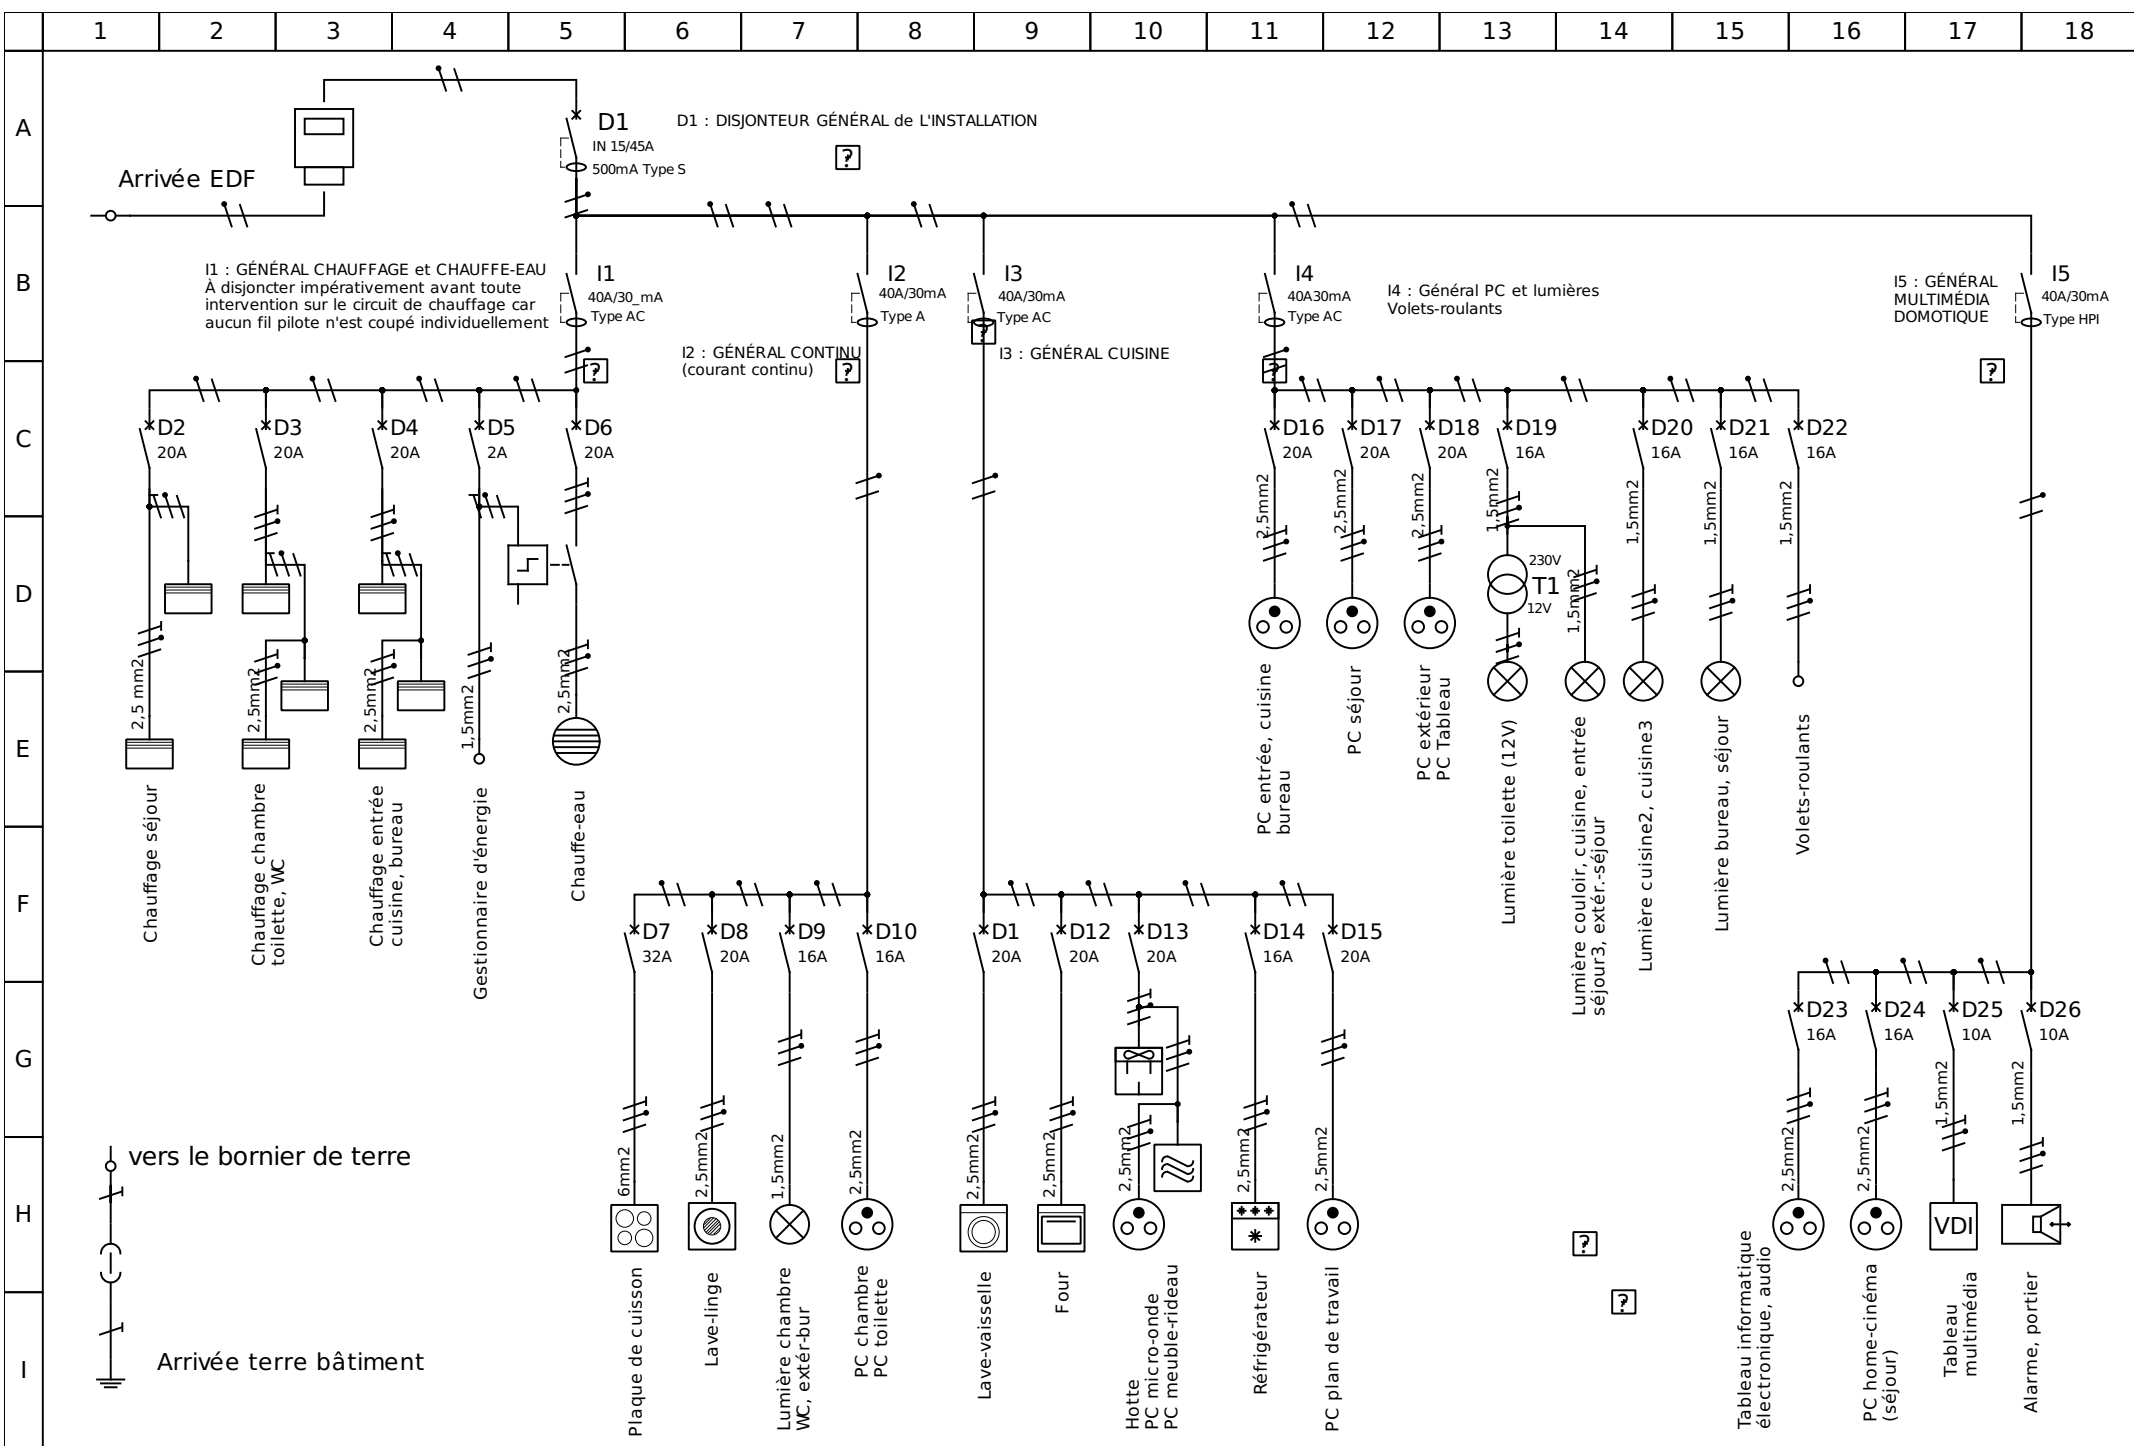 1 2 3 4 5 6 7 8 9 10 11 12 13 14 15 16 17 18
A
B
C
D
E
F
G
H
I
D1
IN 15/45A
500mA Type S
D1 : DISJONTEUR GÉNÉRAL de L'INSTALLATION
?
Arrivée EDF
I1 : GÉNÉRAL CHAUFFAGE et CHAUFFE-EAU
À disjoncter impérativement avant toute
intervention sur le circuit de chauffage car
aucun fil pilote n'est coupé individuellement
I1
40A/30_mA
Type AC
?
I2
40A/30mA
Type A
I2 : GÉNÉRAL CONTINU
(courant continu)
?
I3
40A/30mA
Type AC
?
I3 : GÉNÉRAL CUISINE
I4
40A30mA
Type AC
?
I4 : Général PC et lumières
Volets-roulants
I5 : GÉNÉRAL
MULTIMÉDIA
DOMOTIQUE
I5
40A/30mA
Type HPI
?
D2
20A
D3
20A
D4
20A
D5
2A
D6
20A
D16
20A
D17
20A
D18
20A
D19
16A
D20
16A
D21
16A
D22
16A
2,5mm2
2,5mm2
2,5mm2
1,5mm2
1,5mm2
1,5mm2
1,5mm2
230V
T1
12V
1,5mm2
2,5 mm2
2,5mm2
2,5mm2
1,5mm2
2,5mm2
Chauffage séjour
Chauffage chambre
toilette, WC
Chauffage entrée
cuisine, bureau
Gestionnaire d'énergie
Chauffe-eau
PC entrée, cuisine
bureau
PC séjour
PC extérieur
PC Tableau
Lumière toilette (12V)
Lumière couloir, cuisine, entrée
séjour3, extér.-séjour
Lumière cuisine2, cuisine3
Lumière bureau, séjour
Volets-roulants
D7
32A
D8
20A
D9
16A
D10
16A
D1
20A
D12
20A
D13
20A
D14
16A
D15
20A
D23
16A
D24
16A
D25
10A
D26
10A
6mm2
2,5mm2
1,5mm2
2,5mm2
2,5mm2
2,5mm2
2,5mm2
2,5mm2
2,5mm2
2,5mm2
2,5mm2
1,5mm2
1,5mm2
VDI
?
?
vers le bornier de terre
Arrivée terre bâtiment
Plaque de cuisson
Lave-linge
Lumière chambre
WC, extér-bur
PC chambre
PC toilette
Lave-vaisselle
Four
Hotte
PC micro-onde
PC meuble-rideau
Réfrigérateur
PC plan de travail
Tableau informatique
électronique, audio
PC home-cinéma
(séjour)
Tableau
multimédia
Alarme, portier